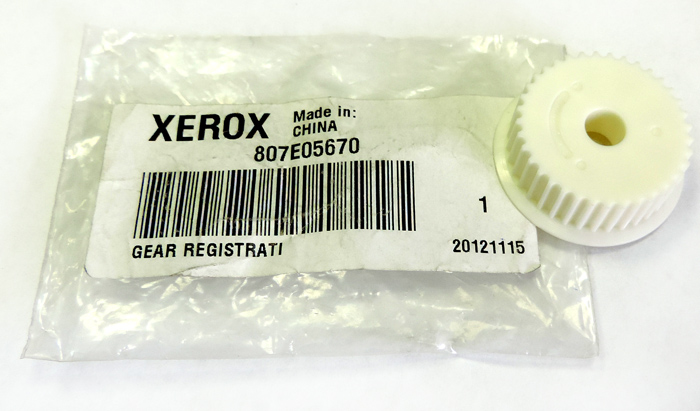 XEROX
Made in:
CHINA
807E05670
1
GEAR REGISTRATI
20121115